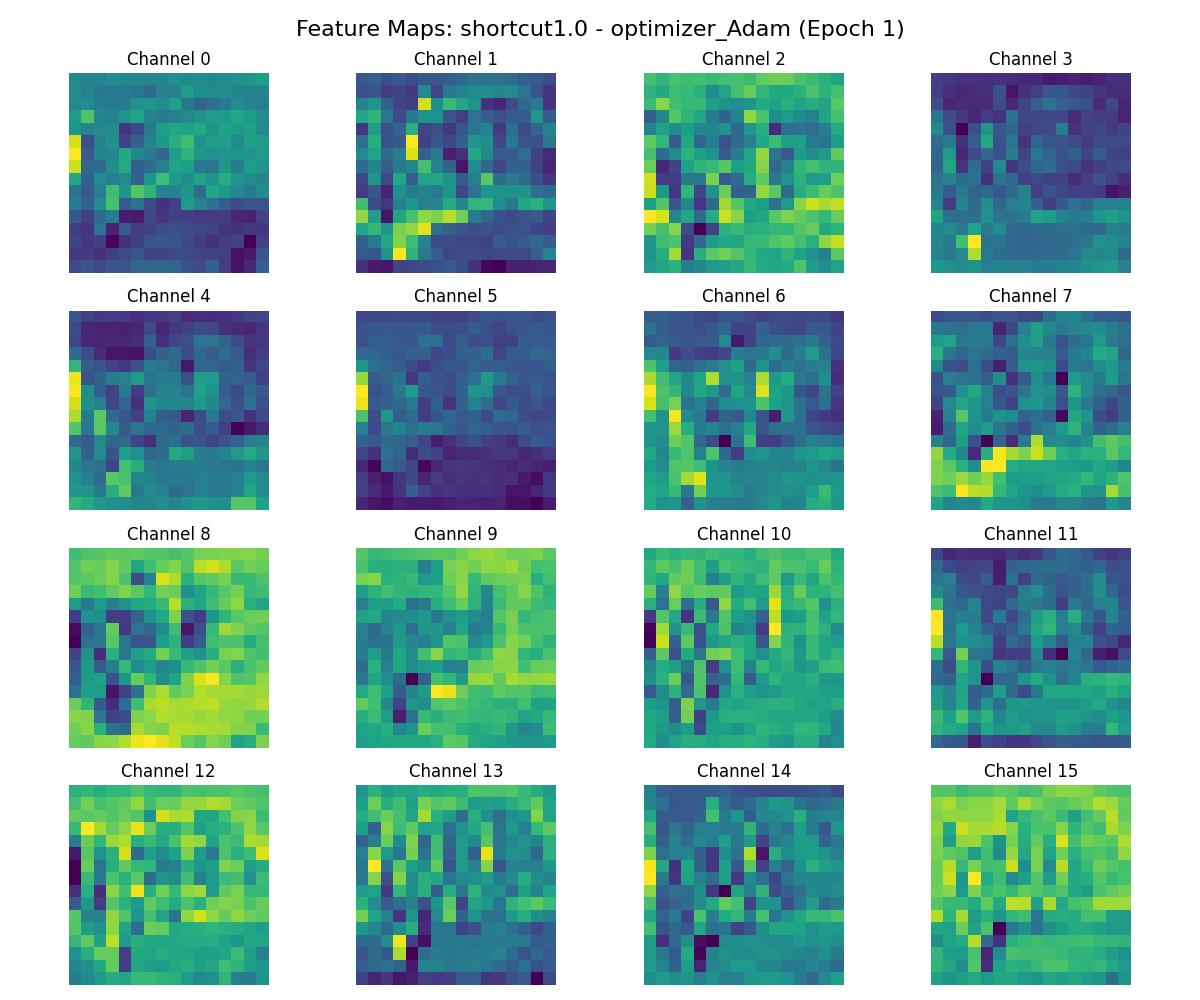 Feature Maps: shortcut1.0 - optimizer_Adam (Epoch 1)
Channel 0
Channel 1
Channel 2
Channel 3
Channel 4
Channel 5
Channel 6
Channel 7
Channel 8
Channel 9
Channel 10
Channel 11
Channel 12
Channel 13
Channel 14
Channel 15